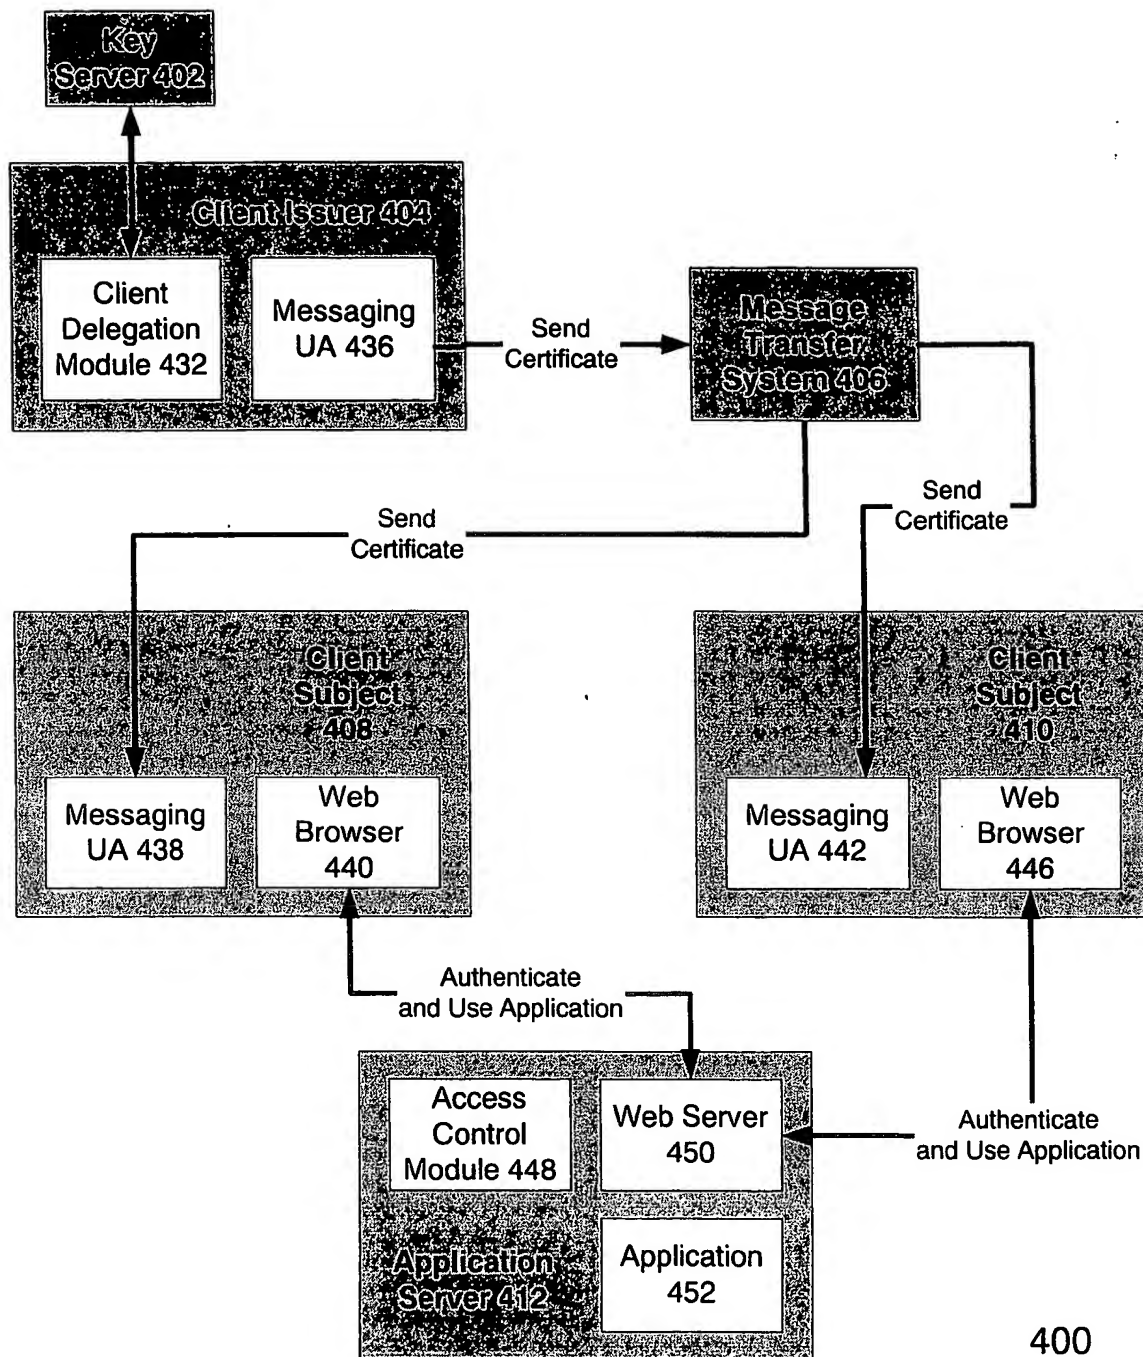 Key
Server 402
Client Issuer 404
Client
Delegation
Module 432
Messaging
UA 436
Send
Certificate
Message
Transfer
System 406
Send
Certificate
Send
Certificate
Client
Subject
408
Messaging
UA 438
Web
Browser
440
Client
Subject
410
Messaging
UA 442
Web
Browser
446
Authenticate
and Use Application
Access
Control
Module 448
Web Server
450
Authenticate
and Use Application
Application
Server 412
Application
452
400